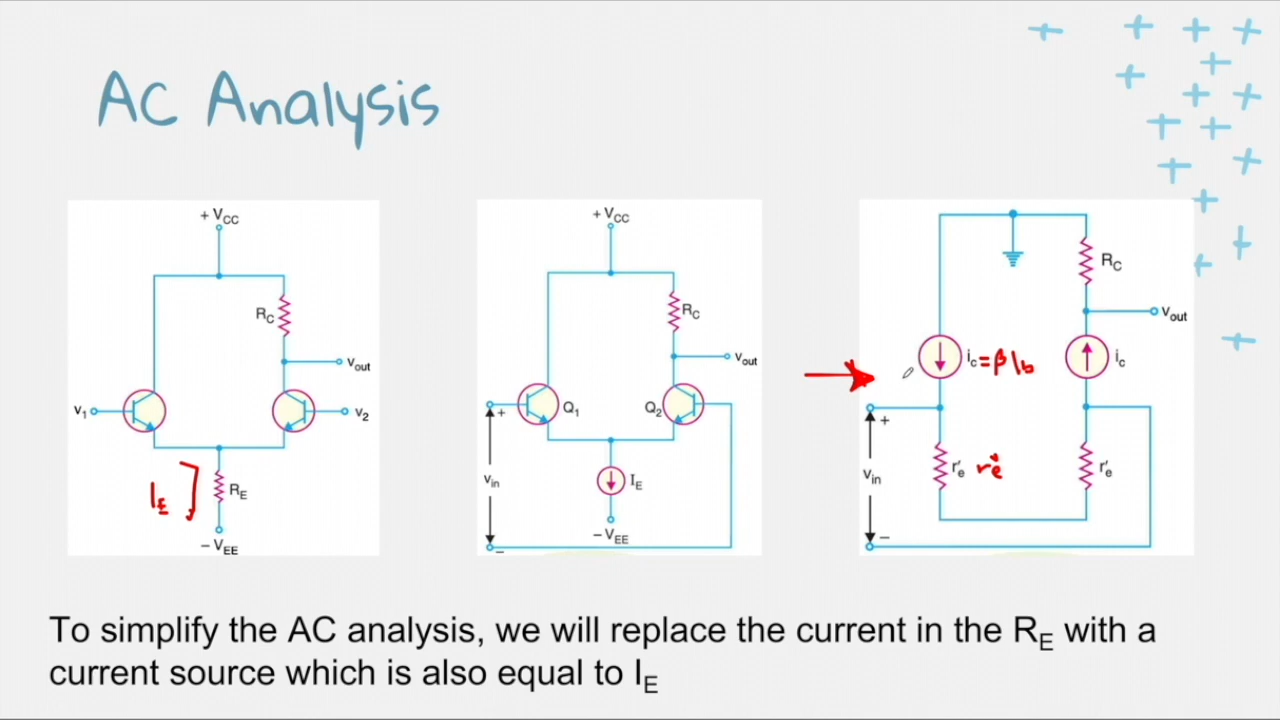 AC Analysis
+ VCC
RC
vout
v1
v2
IE
RE
− VEE
+ VCC
RC
vout
+
Q1
Q2
vin
IE
− VEE
−
RC
vout
ic = β Ib
ic
+
vin
r'e
r'e
r'e
−
To simplify the AC analysis, we will replace the current in the RE with a
current source which is also equal to IE